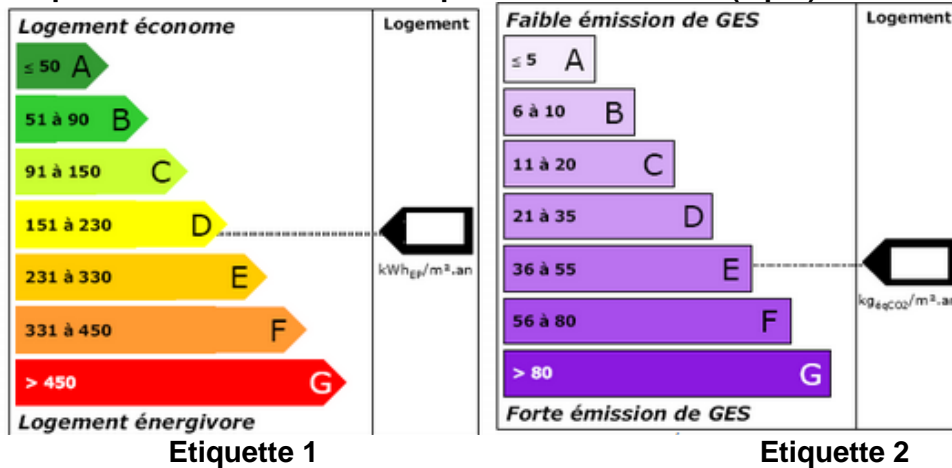 Logement économe
Logement
≤ 50 A
51 à 90 B
91 à 150 C
151 à 230 D
kWhEP/m².an
231 à 330 E
331 à 450 F
> 450 G
Logement énergivore
Etiquette 1
Faible émission de GES
Logement
≤ 5 A
6 à 10 B
11 à 20 C
21 à 35 D
36 à 55 E
kgéqCO2/m².an
56 à 80 F
> 80 G
Forte émission de GES
Etiquette 2